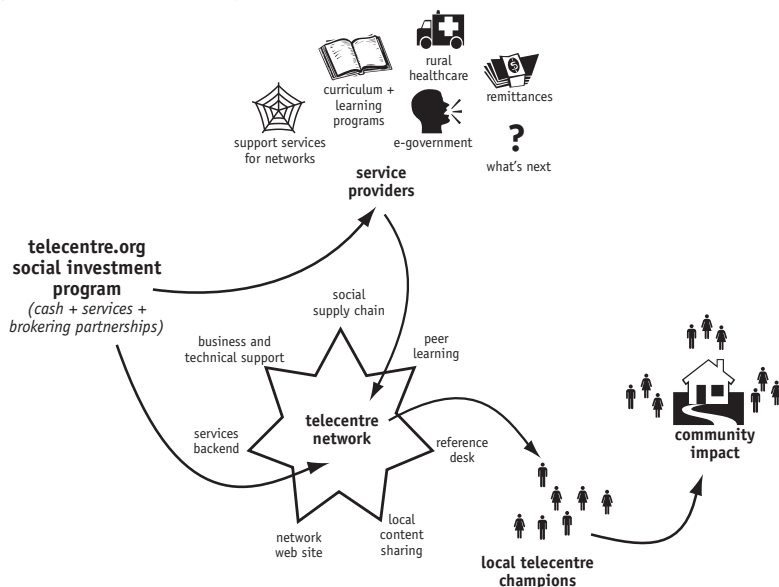 rural
healthcare
curriculum +
learning
programs
remittances
support services
for networks
e-government
?
what's next
service
providers
telecentre.org
social investment
program
(cash + services +
brokering partnerships)
social
supply chain
business and
technical support
peer
learning
telecentre
network
services
backend
reference
desk
network
web site
local
content
sharing
local telecentre
champions
community
impact